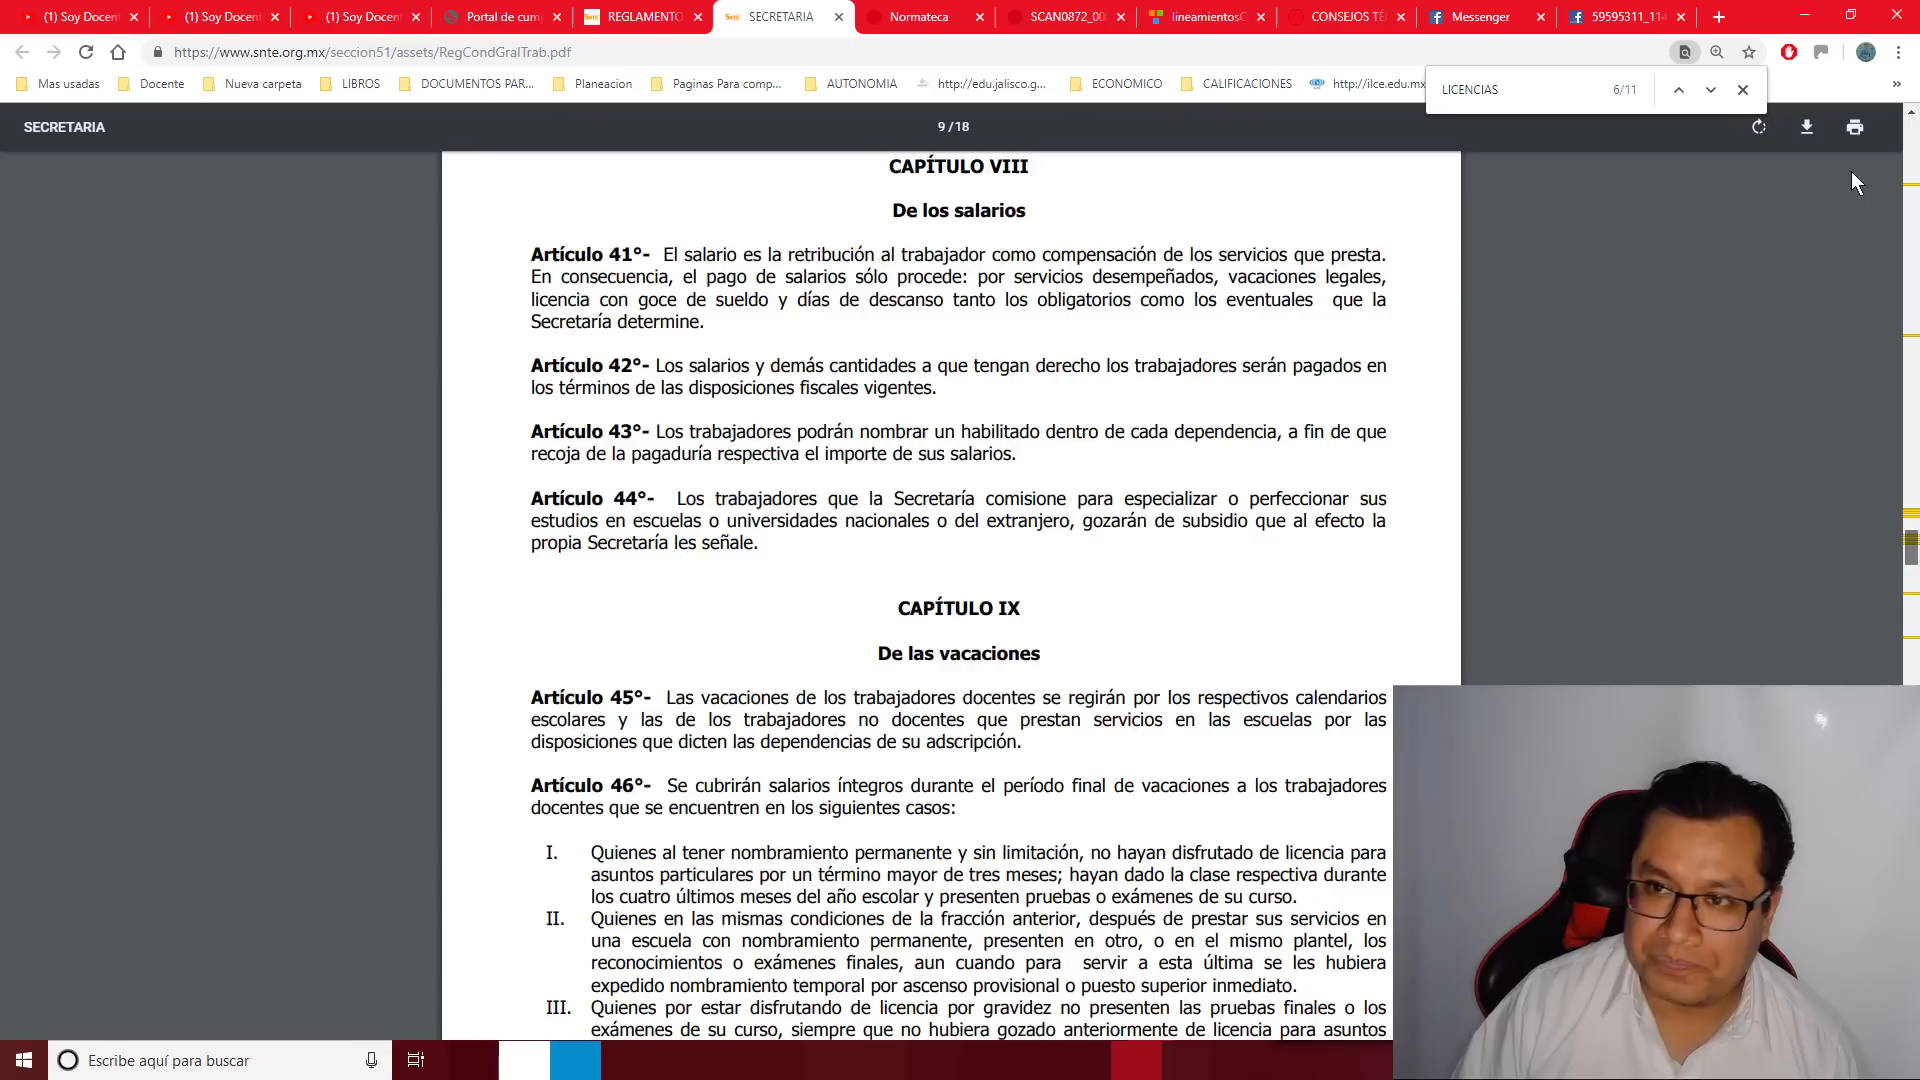 (1) Soy Docent
(1) Soy Docent
(1) Soy Docent
Portal de cum
REGLAMENTO
SECRETARIA
Normateca
SCAN0872_00
lineamientosC
CONSEJOS TÉ
Messenger
59595311_114
https://www.snte.org.mx/seccion51/assets/RegCondGralTrab.pdf
Mas usadas
Docente
Nueva carpeta
LIBROS
DOCUMENTOS PAR...
Planeacion
Paginas Para comp...
AUTONOMIA
http://edu.jalisco.g...
ECONOMICO
CALIFICACIONES
http://ilce.edu.mx
LICENCIAS 6/11
SECRETARIA
9 / 18
CAPÍTULO VIII
De los salarios
Artículo 41°- El salario es la retribución al trabajador como compensación de los servicios que presta.
En consecuencia, el pago de salarios sólo procede: por servicios desempeñados, vacaciones legales,
licencia con goce de sueldo y días de descanso tanto los obligatorios como los eventuales que la
Secretaría determine.
Artículo 42°- Los salarios y demás cantidades a que tengan derecho los trabajadores serán pagados en
los términos de las disposiciones fiscales vigentes.
Artículo 43°- Los trabajadores podrán nombrar un habilitado dentro de cada dependencia, a fin de que
recoja de la pagaduría respectiva el importe de sus salarios.
Artículo 44°- Los trabajadores que la Secretaría comisione para especializar o perfeccionar sus
estudios en escuelas o universidades nacionales o del extranjero, gozarán de subsidio que al efecto la
propia Secretaría les señale.
CAPÍTULO IX
De las vacaciones
Artículo 45°- Las vacaciones de los trabajadores docentes se regirán por los respectivos calendarios
escolares y las de los trabajadores no docentes que prestan servicios en las escuelas por las
disposiciones que dicten las dependencias de su adscripción.
Artículo 46°- Se cubrirán salarios íntegros durante el período final de vacaciones a los trabajadores
docentes que se encuentren en los siguientes casos:
I. Quienes al tener nombramiento permanente y sin limitación, no hayan disfrutado de licencia para
asuntos particulares por un término mayor de tres meses; hayan dado la clase respectiva durante
los cuatro últimos meses del año escolar y presenten pruebas o exámenes de su curso.
II. Quienes en las mismas condiciones de la fracción anterior, después de prestar sus servicios en
una escuela con nombramiento permanente, presenten en otro, o en el mismo plantel, los
reconocimientos o exámenes finales, aun cuando para servir a esta última se les hubiera
expedido nombramiento temporal por ascenso provisional o puesto superior inmediato.
III. Quienes por estar disfrutando de licencia por gravidez no presenten las pruebas finales o los
exámenes de su curso, siempre que no hubiera gozado anteriormente de licencia para asuntos
Escribe aquí para buscar